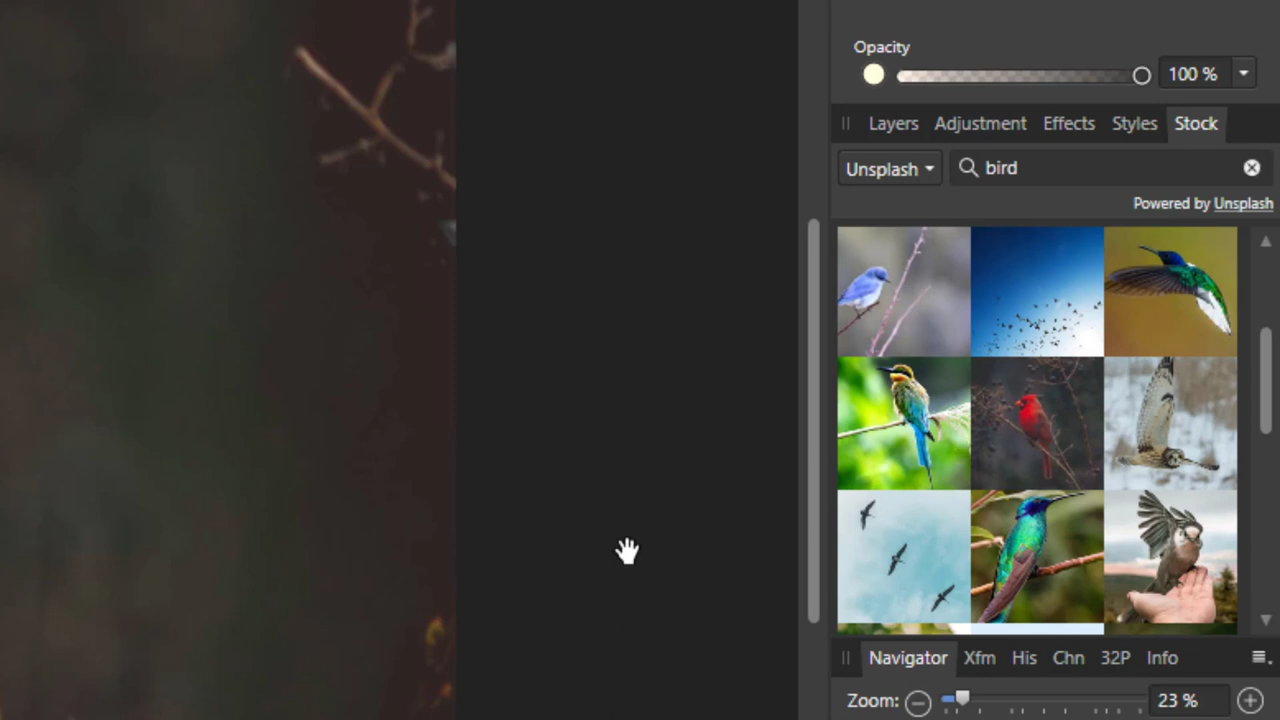 Opacity
100 %
Layers Adjustment Effects Styles Stock
Unsplash bird
Powered by Unsplash
Navigator Xfm His Chn 32P Info
Zoom: 23 %